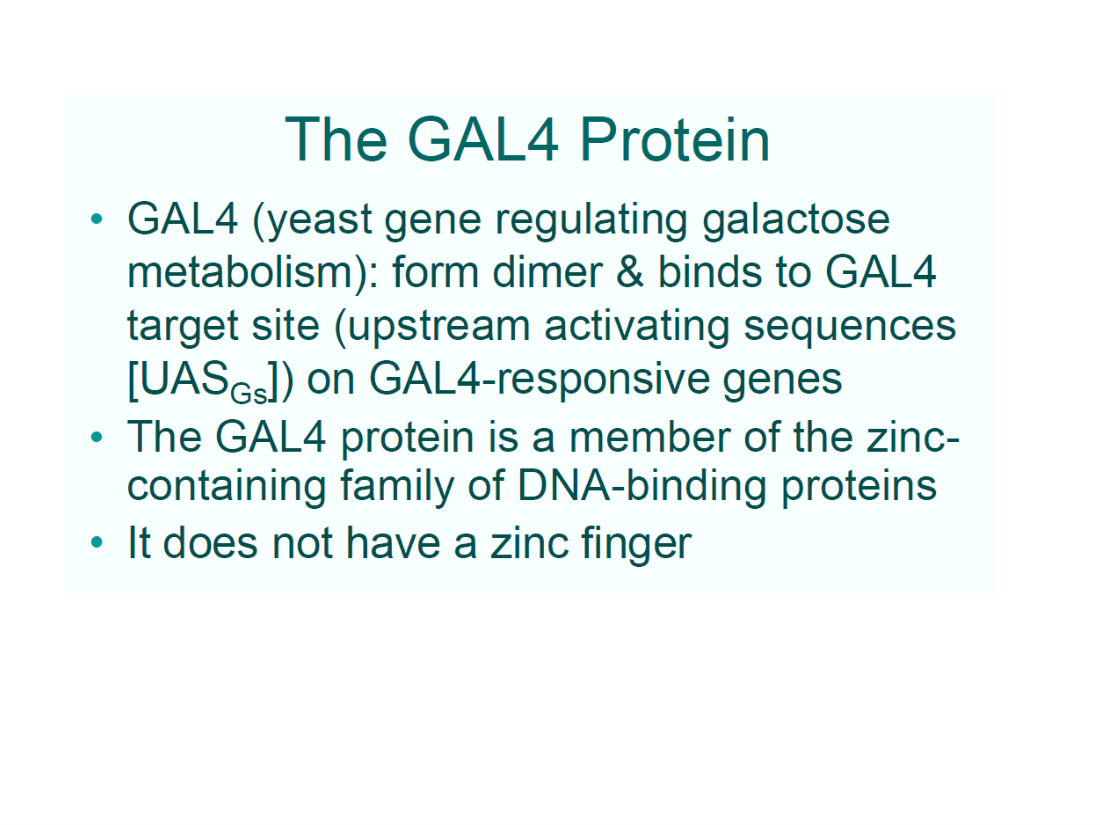 The GAL4 Protein
• GAL4 (yeast gene regulating galactose
metabolism): form dimer & binds to GAL4
target site (upstream activating sequences
[UASGs]) on GAL4-responsive genes
• The GAL4 protein is a member of the zinc-
containing family of DNA-binding proteins
• It does not have a zinc finger